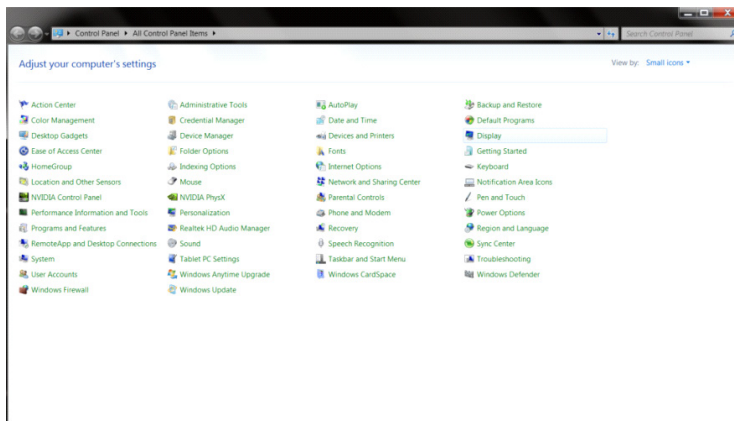 Control Panel ▸ All Control Panel Items ▸
Search Control Panel
Adjust your computer's settings
View by: Small icons
Action Center
Administrative Tools
AutoPlay
Backup and Restore
Color Management
Credential Manager
Date and Time
Default Programs
Desktop Gadgets
Device Manager
Devices and Printers
Display
Ease of Access Center
Folder Options
Fonts
Getting Started
HomeGroup
Indexing Options
Internet Options
Keyboard
Location and Other Sensors
Mouse
Network and Sharing Center
Notification Area Icons
NVIDIA Control Panel
NVIDIA PhysX
Parental Controls
Pen and Touch
Performance Information and Tools
Personalization
Phone and Modem
Power Options
Programs and Features
Realtek HD Audio Manager
Recovery
Region and Language
RemoteApp and Desktop Connections
Sound
Speech Recognition
Sync Center
System
Tablet PC Settings
Taskbar and Start Menu
Troubleshooting
User Accounts
Windows Anytime Upgrade
Windows CardSpace
Windows Defender
Windows Firewall
Windows Update